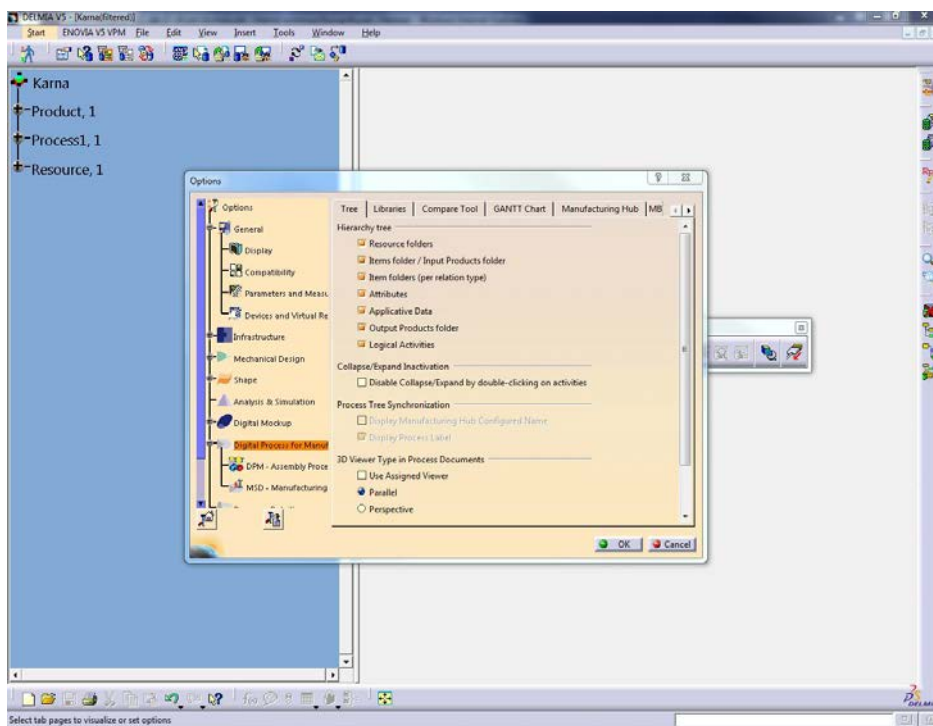 DELMIA V5 - [Karna(filtered)]
Start ENOVIA V5 VPM File Edit View Insert Tools Window Help
Karna
Product, 1
Process1, 1
Resource, 1
Options
Options
General
Display
Compatibility
Parameters and Measu
Devices and Virtual Re
Infrastructure
Mechanical Design
Shape
Analysis & Simulation
Digital Mockup
Digital Process for Manuf
DPM - Assembly Proce
MSD - Manufacturing
Tree Libraries Compare Tool GANTT Chart Manufacturing Hub MB
Hierarchy tree
Resource folders
Items folder / Input Products folder
Item folders (per relation type)
Attributes
Applicative Data
Output Products folder
Logical Activities
Collapse/Expand Inactivation
Disable Collapse/Expand by double-clicking on activities
Process Tree Synchronization
Display Manufacturing Hub Configured Name
Display Process Label
3D Viewer Type in Process Documents
Use Assigned Viewer
Parallel
Perspective
OK Cancel
Select tab pages to visualize or set options